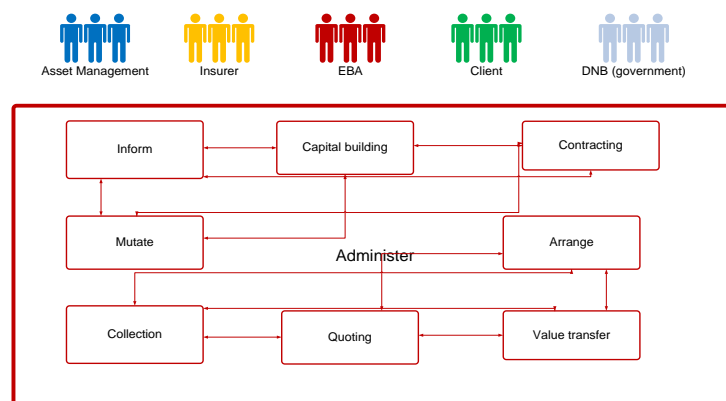 Asset Management
Insurer
EBA
Client
DNB (government)
Inform
Capital building
Contracting
Mutate
Administer
Arrange
Collection
Quoting
Value transfer